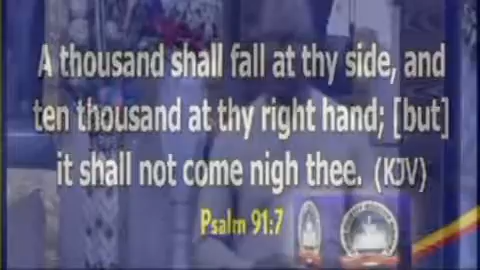 A thousand shall fall at thy side, and
ten thousand at thy right hand; [but]
it shall not come nigh thee. (KJV)
Psalm 91:7